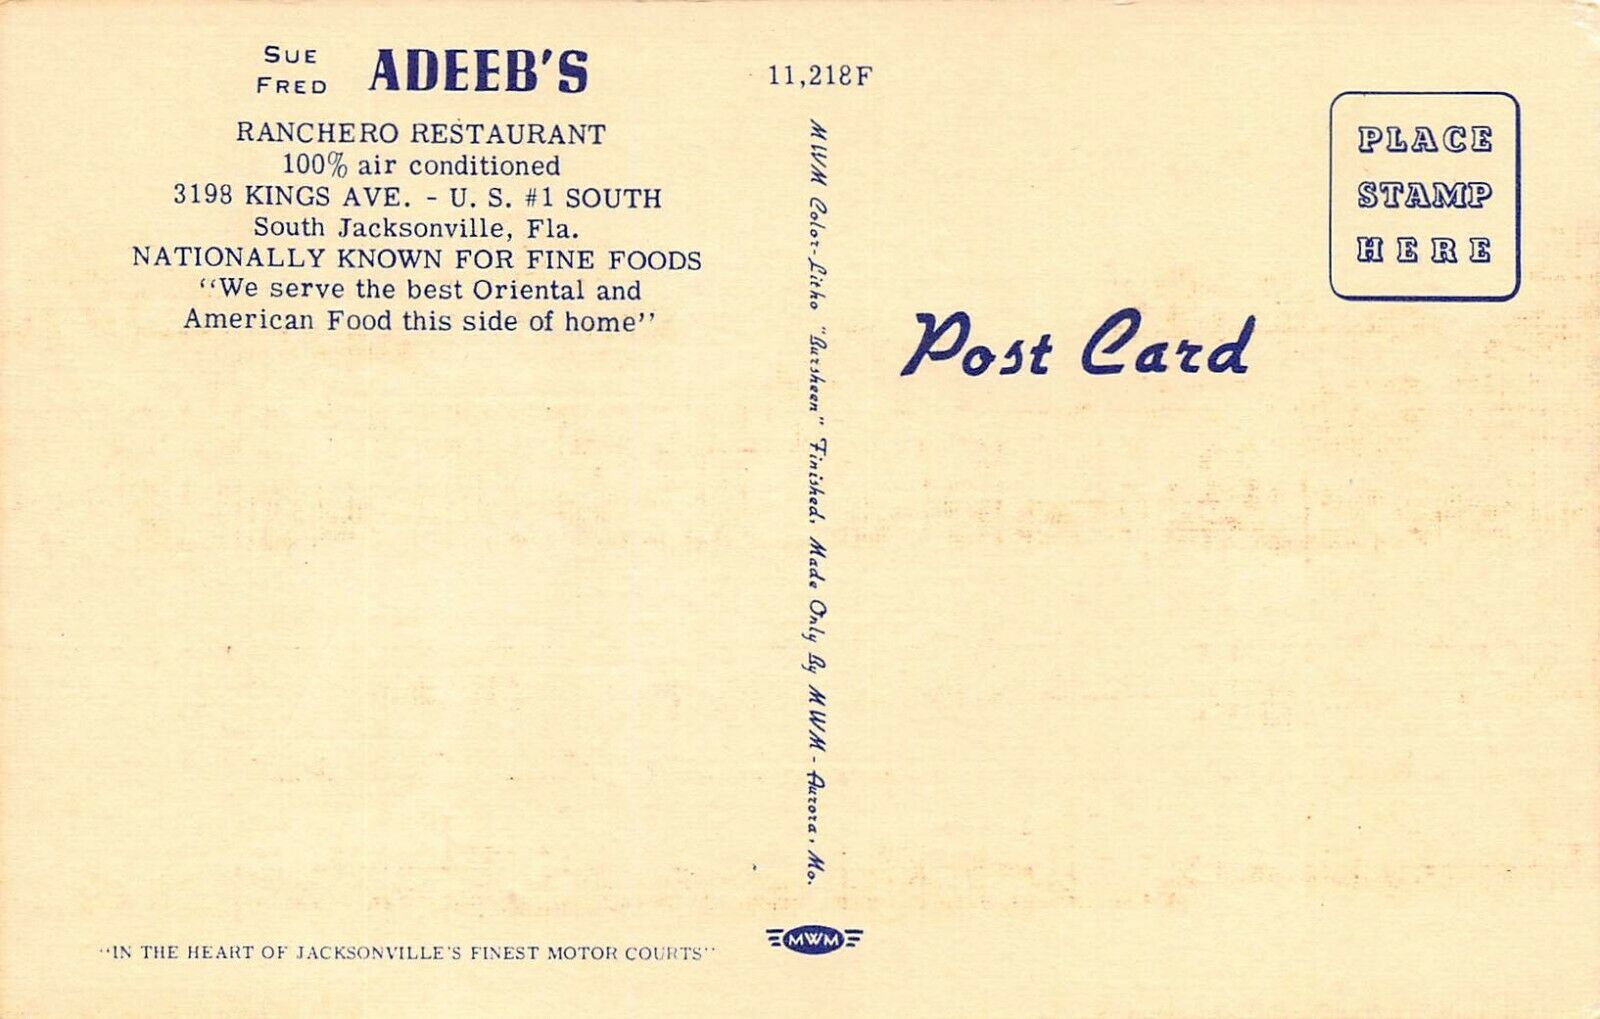 SUE
FRED
ADEEB'S
RANCHERO RESTAURANT
100% air conditioned
3198 KINGS AVE. - U. S. #1 SOUTH
South Jacksonville, Fla.
NATIONALLY KNOWN FOR FINE FOODS
"We serve the best Oriental and
American Food this side of home"
"IN THE HEART OF JACKSONVILLE'S FINEST MOTOR COURTS"
11,218F
MWM Color-Litho "Bursheen" Finished, Made Only By MWM - Aurora, Mo.
MWM
PLACE
STAMP
HERE
Post Card